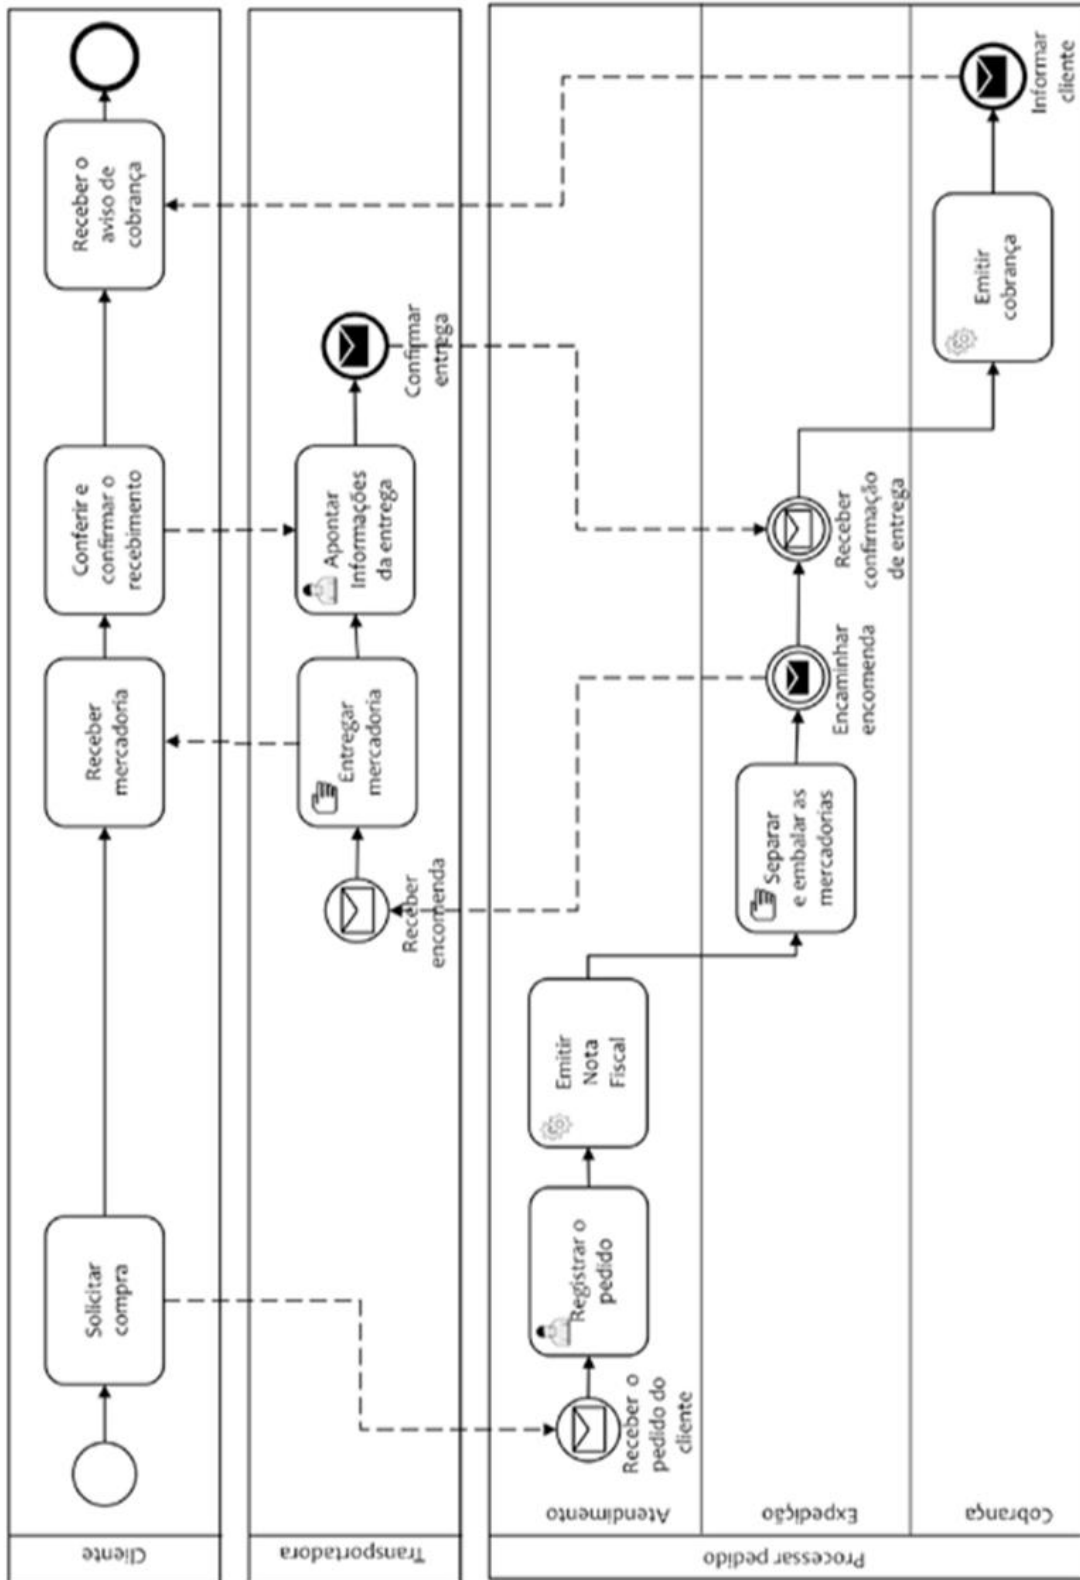 Cliente
Solicitar
compra
Receber
mercadoria
Conferir e
confirmar o
recebimento
Receber o
aviso de
cobrança
Transportadora
Receber
encomenda
Entregar
mercadoria
Apontar
Informações
da entrega
Confirmar
entrega
Processar pedido
Atendimento
Receber o
pedido do
cliente
Registrar o
pedido
Emitir
Nota
Fiscal
Expedição
Separar
e embalar as
mercadorias
Encaminhar
encomenda
Receber
confirmação
de entrega
Cobrança
Emitir
cobrança
Informar
cliente